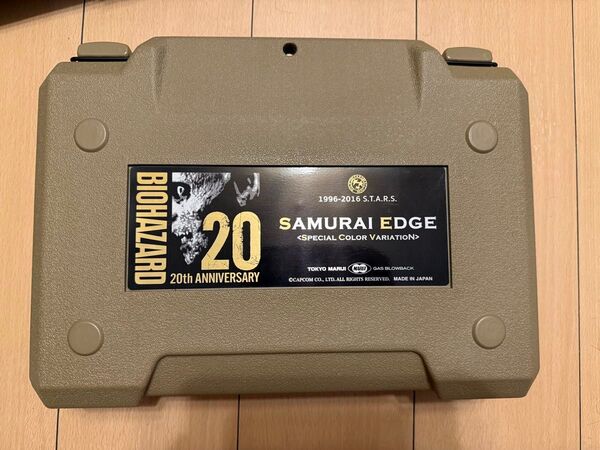 BIOHAZARD
20
20th ANNIVERSARY
1996-2016 S.T.A.R.S.
SAMURAI EDGE
<SPECIAL COLOR VARIATION>
TOKYO MARUI MARUI GAS BLOWBACK
©CAPCOM CO., LTD. ALL RIGHTS RESERVED. MADE IN JAPAN